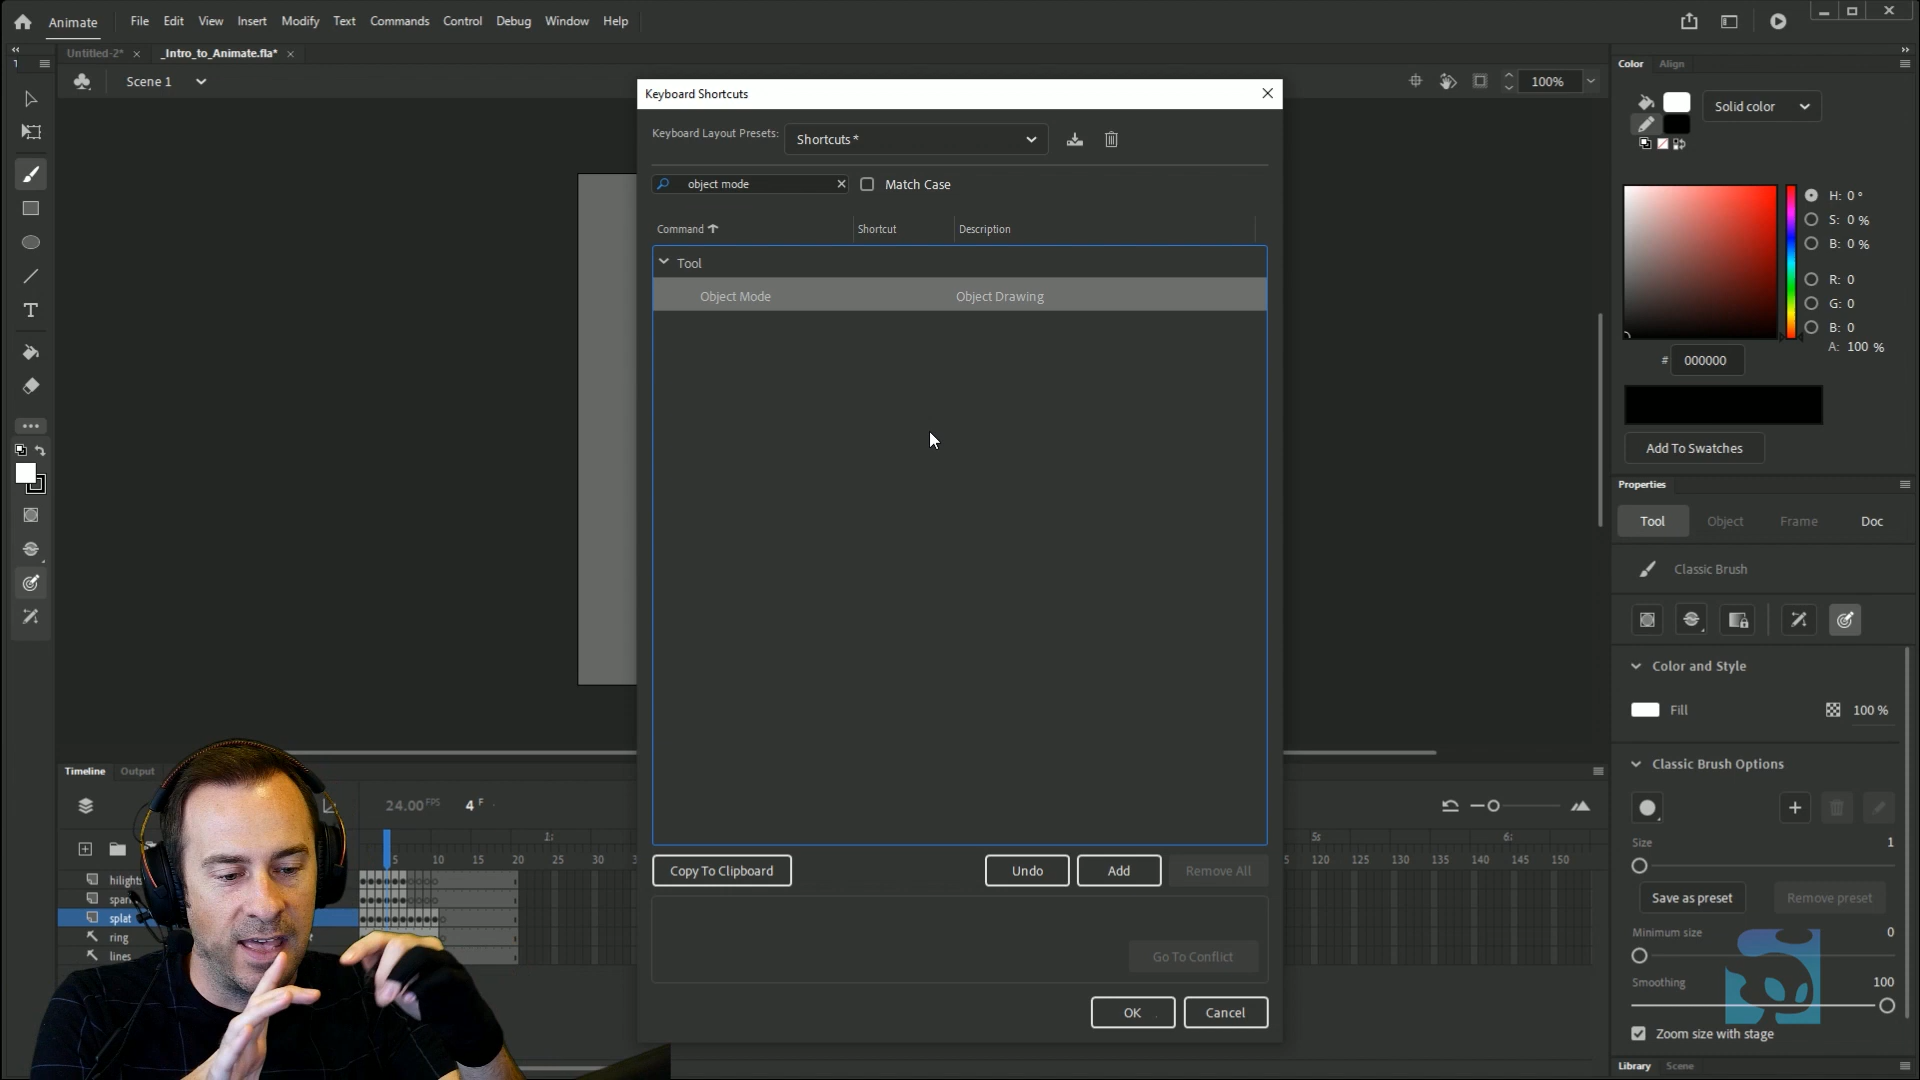 Animate File Edit View Insert Modify Text Commands Control Debug Window Help
Untitled-2* _Intro_to_Animate.fla*
Scene 1
100%
Keyboard Shortcuts
Keyboard Layout Presets: Shortcuts *
object mode Match Case
Command Shortcut Description
Tool
Object Mode Object Drawing
Copy To Clipboard Undo Add Remove All
Go To Conflict
OK Cancel
Color Align
Solid color
H: 0 °
S: 0 %
B: 0 %
R: 0
G: 0
B: 0
A: 100 %
# 000000
Add To Swatches
Properties
Tool Object Frame Doc
Classic Brush
Color and Style
Fill 100 %
Classic Brush Options
Size 1
Save as preset Remove preset
Minimum size 0
Smoothing 100
Zoom size with stage
Library Scene
Timeline Output
24.00 FPS 4 F
1s 5s
5 10 15 20 25 30 120 125 130 135 140 145 150
splat
ring
lines